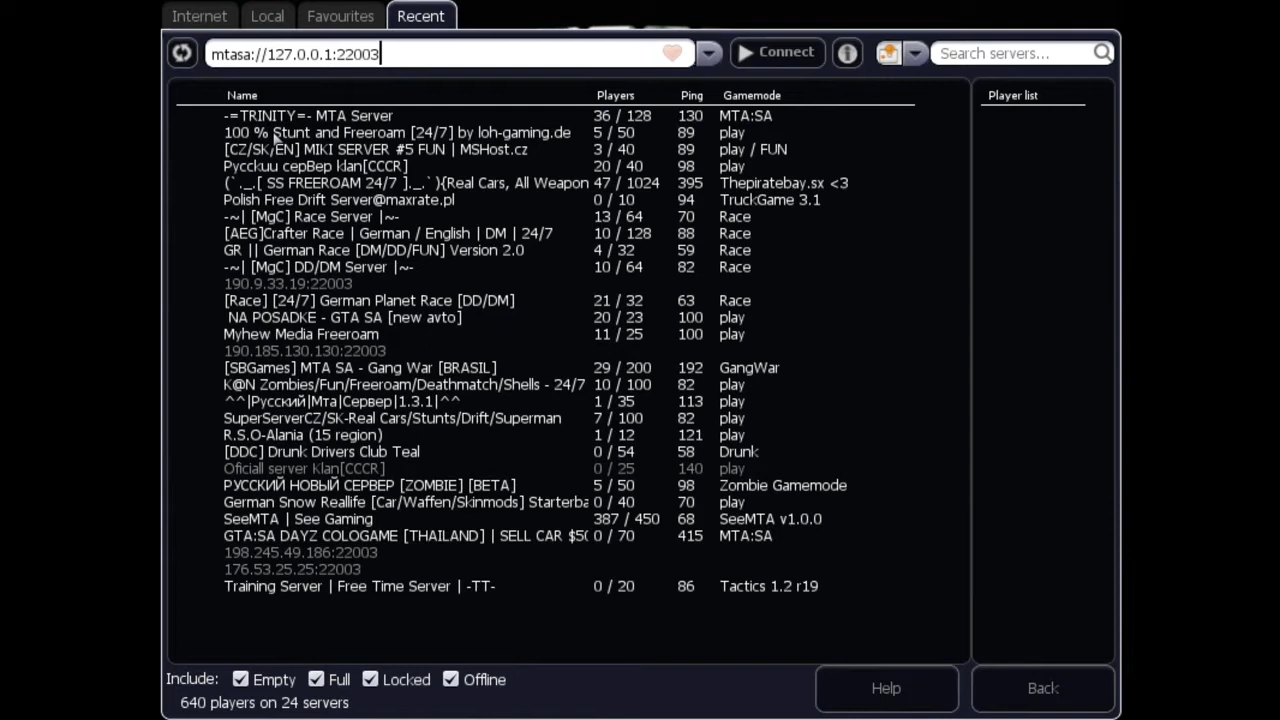 Internet Local Favourites Recent
mtasa://127.0.0.1:22003 Connect Search servers...
Name Players Ping Gamemode Player list
-=TRINITY=- MTA Server 36 / 128 130 MTA:SA
100 % Stunt and Freeroam [24/7] by loh-gaming.de 5 / 50 89 play
[CZ/SK/EN] MIKI SERVER #5 FUN | MSHost.cz 3 / 40 89 play / FUN
Pycckuu cepBep klan[CCCR] 20 / 40 98 play
(`._.[ SS FREEROAM 24/7 ]._.`){Real Cars, All Weapon 47 / 1024 395 Thepiratebay.sx <3
Polish Free Drift Server@maxrate.pl 0 / 10 94 TruckGame 3.1
-~| [MgC] Race Server |~- 13 / 64 70 Race
[AEG]Crafter Race | German / English | DM | 24/7 10 / 128 88 Race
GR || German Race [DM/DD/FUN] Version 2.0 4 / 32 59 Race
-~| [MgC] DD/DM Server |~- 10 / 64 82 Race
190.9.33.19:22003
[Race] [24/7] German Planet Race [DD/DM] 21 / 32 63 Race
NA POSADKE - GTA SA [new avto] 20 / 23 100 play
Myhew Media Freeroam 11 / 25 100 play
190.185.130.130:22003
[SBGames] MTA SA - Gang War [BRASIL] 29 / 200 192 GangWar
K@N Zombies/Fun/Freeroam/Deathmatch/Shells - 24/7 10 / 100 82 play
^^|Русский|Мта|Сервер|1.3.1|^^ 1 / 35 113 play
SuperServerCZ/SK-Real Cars/Stunts/Drift/Superman 7 / 100 82 play
R.S.O-Alania (15 region) 1 / 12 121 play
[DDC] Drunk Drivers Club Teal 0 / 54 58 Drunk
Oficiall server Klan[CCCR] 0 / 25 140 play
РУССКИЙ НОВЫЙ СЕРВЕР [ZOMBIE] [BETA] 5 / 50 98 Zombie Gamemode
German Snow Reallife [Car/Waffen/Skinmods] Starterba 0 / 40 70 play
SeeMTA | See Gaming 387 / 450 68 SeeMTA v1.0.0
GTA:SA DAYZ COLOGAME [THAILAND] | SELL CAR $50 0 / 70 415 MTA:SA
198.245.49.186:22003
176.53.25.25:22003
Training Server | Free Time Server | -TT- 0 / 20 86 Tactics 1.2 r19
Include: Empty Full Locked Offline Help Back
640 players on 24 servers